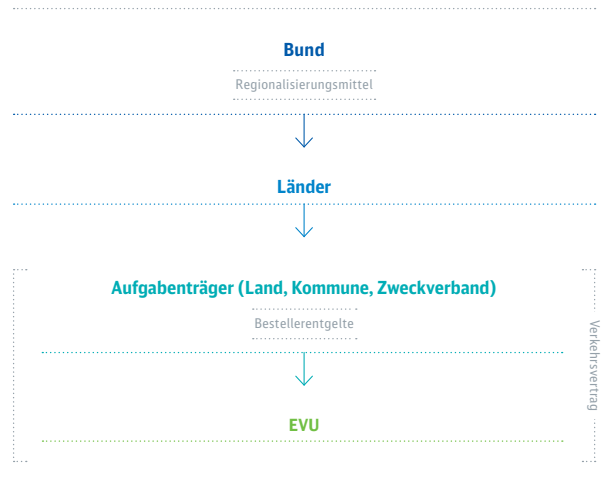 Bund
Regionalisierungsmittel
Länder
Aufgabenträger (Land, Kommune, Zweckverband)
Bestellerentgelte
EVU
Verkehrsvertrag